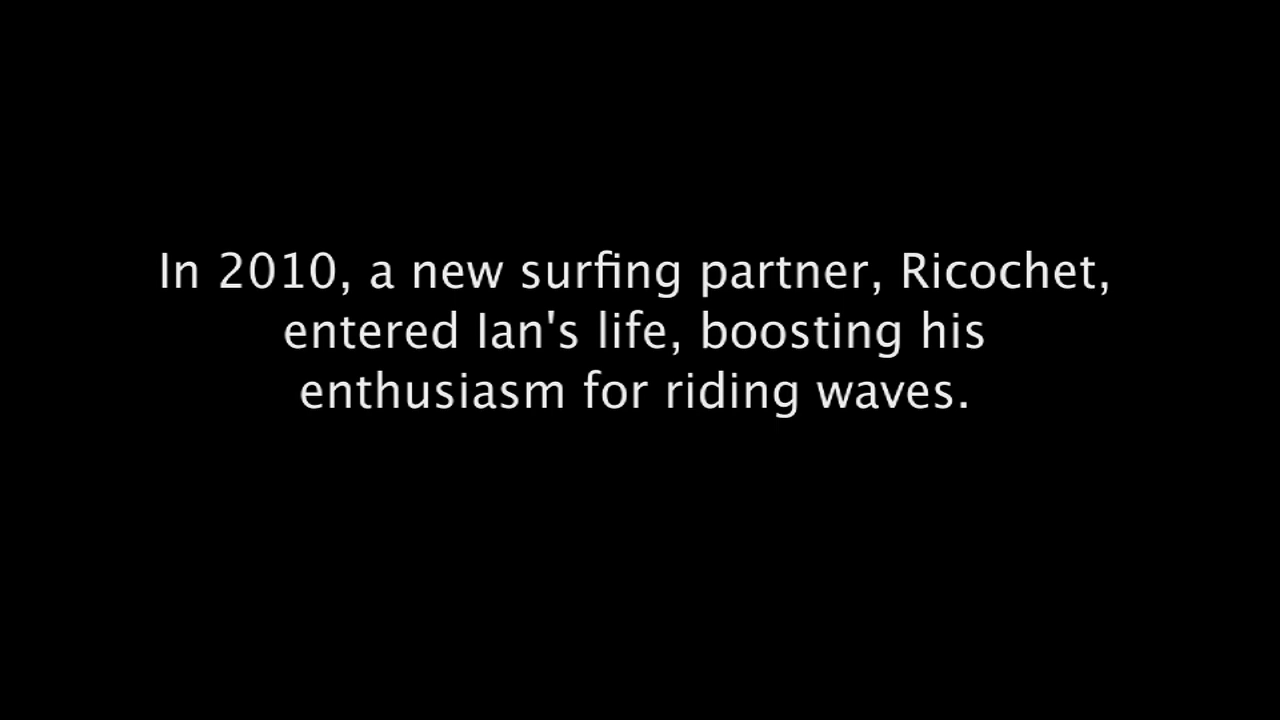 In 2010, a new surfing partner, Ricochet,
entered Ian's life, boosting his
enthusiasm for riding waves.